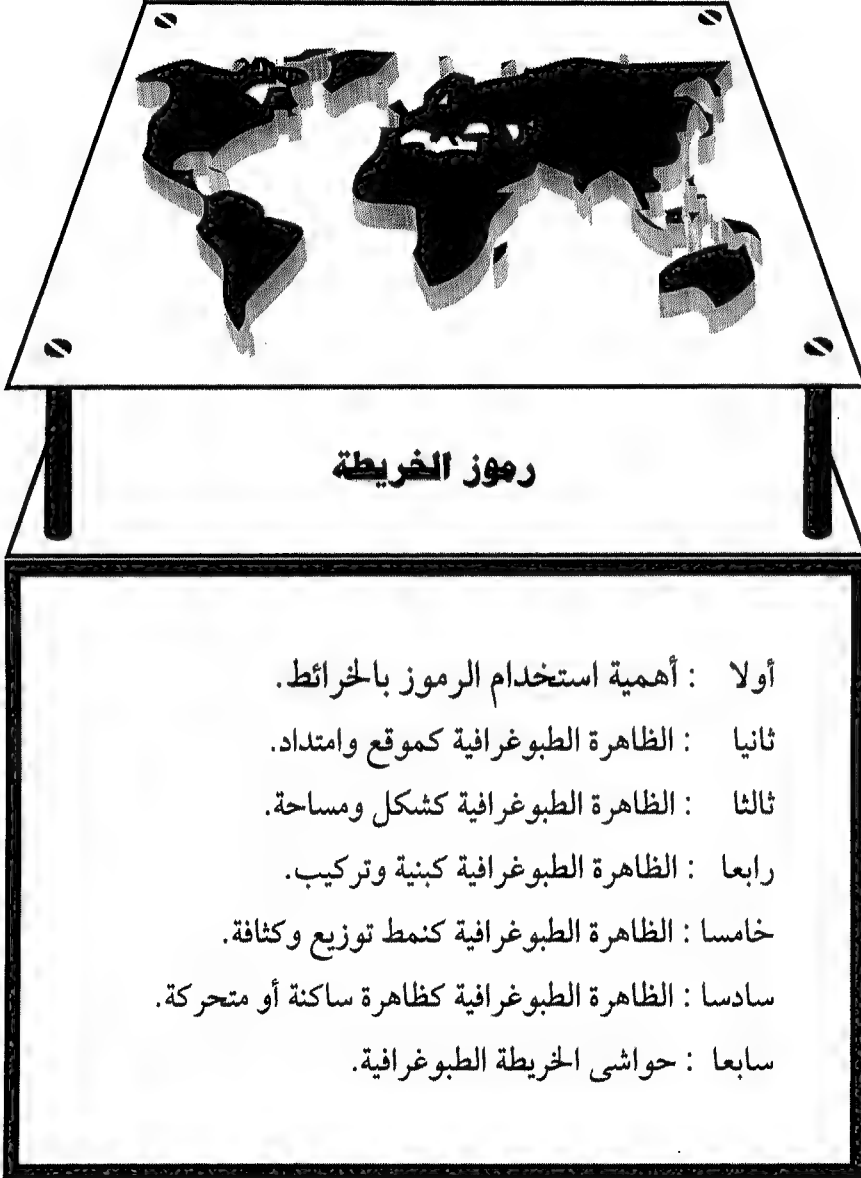 رموز الخريطة
أولا : أهمية استخدام الرموز بالخرائط.
ثانيا : الظاهرة الطبوغرافية كموقع وامتداد.
ثالثا : الظاهرة الطبوغرافية كشكل ومساحة.
رابعا : الظاهرة الطبوغرافية كبنية وتركيب.
خامسا : الظاهرة الطبوغرافية كنمط توزيع وكثافة.
سادسا : الظاهرة الطبوغرافية كظاهرة ساكنة أو متحركة.
سابعا : حواشى الخريطة الطبوغرافية.